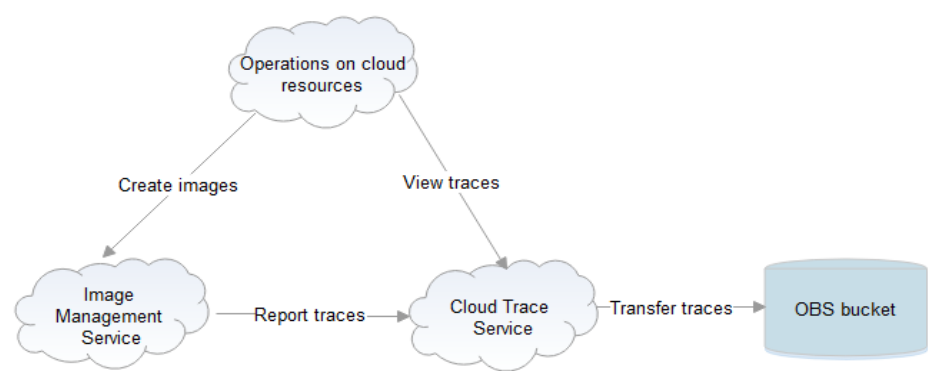 Operations on cloud
resources
Create images
View traces
Image
Management
Service
Report traces
Cloud Trace
Service
Transfer traces
OBS bucket